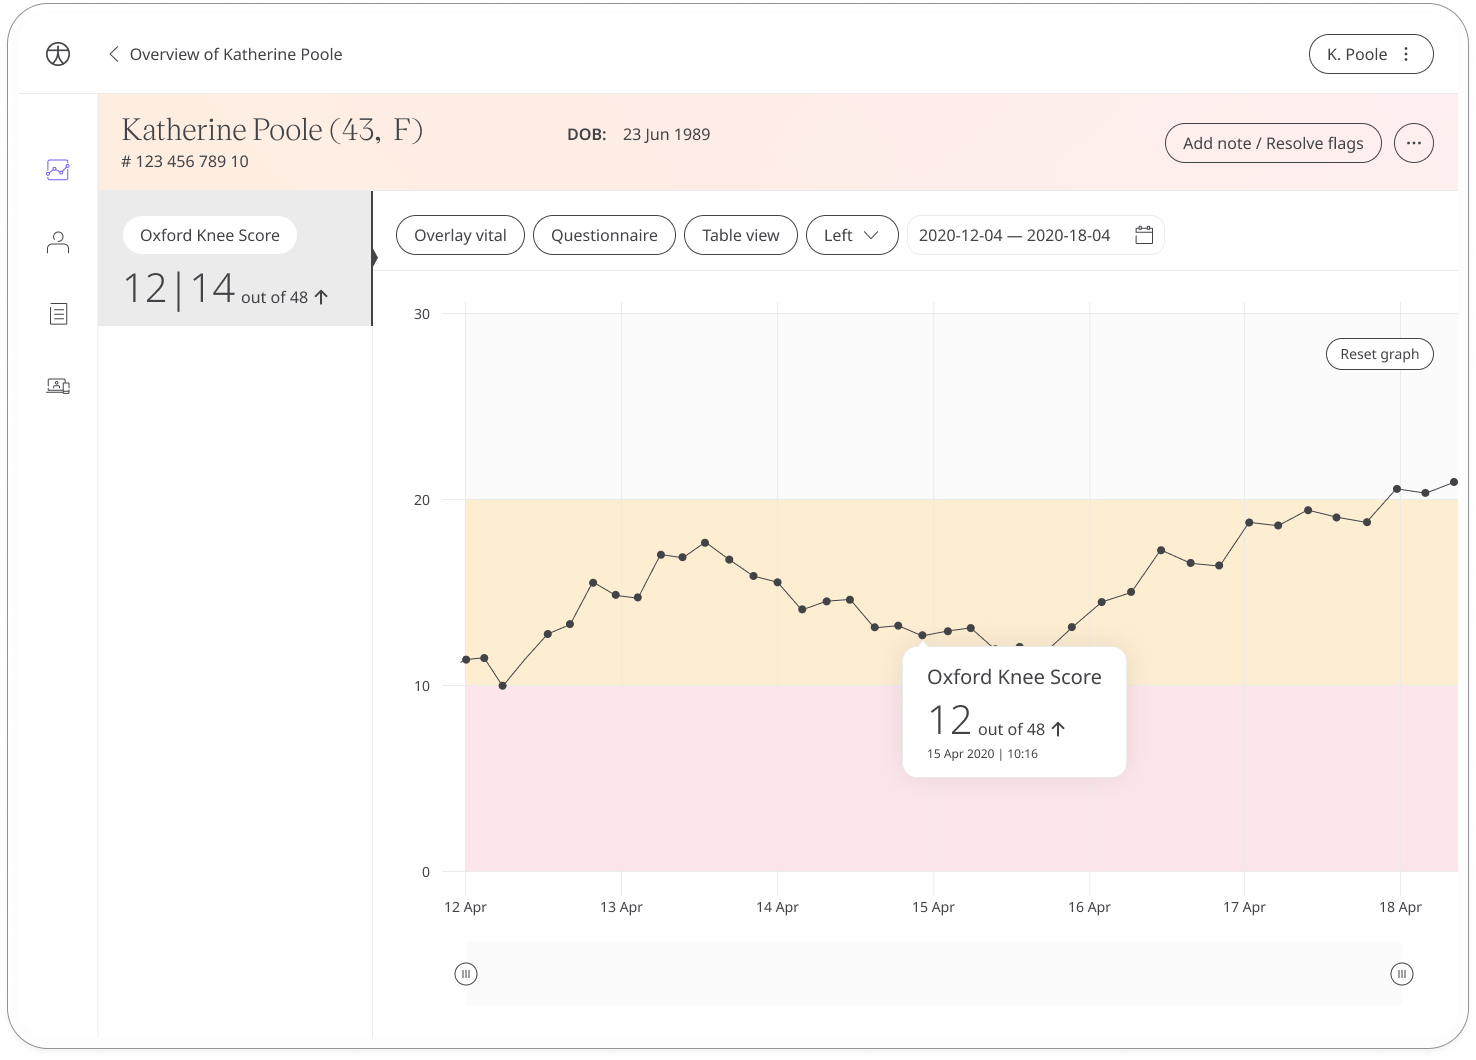 Overview of Katherine Poole
K. Poole
Katherine Poole (43, F)
# 123 456 789 10
DOB: 23 Jun 1989
Add note / Resolve flags
Oxford Knee Score
12|14 out of 48 ↑
Overlay vital
Questionnaire
Table view
Left
2020-12-04 — 2020-18-04
30
Reset graph
20
10
Oxford Knee Score
12 out of 48 ↑
15 Apr 2020 | 10:16
0
12 Apr
13 Apr
14 Apr
15 Apr
16 Apr
17 Apr
18 Apr